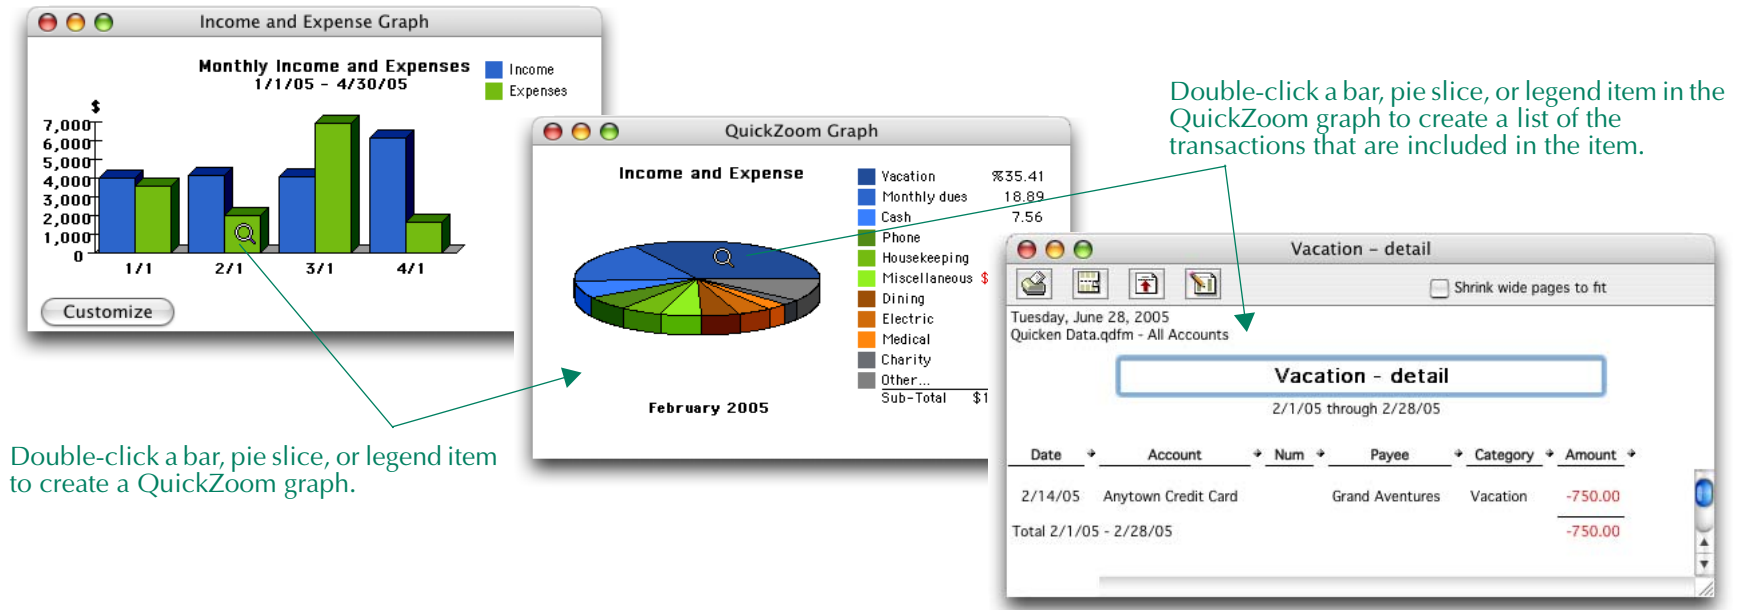 Income and Expense Graph
Monthly Income and Expenses
1/1/05 - 4/30/05
Income
Expenses
$
7,000
6,000
5,000
4,000
3,000
2,000
1,000
0
1/1 2/1 3/1 4/1
Customize
Double-click a bar, pie slice, or legend item
to create a QuickZoom graph.
QuickZoom Graph
Income and Expense
Vacation %35.41
Monthly dues 18.89
Cash 7.56
Phone
Housekeeping
Miscellaneous $
Dining
Electric
Medical
Charity
Other...
Sub-Total $1
February 2005
Double-click a bar, pie slice, or legend item in the
QuickZoom graph to create a list of the
transactions that are included in the item.
Vacation – detail
Shrink wide pages to fit
Tuesday, June 28, 2005
Quicken Data.qdfm - All Accounts
Vacation - detail
2/1/05 through 2/28/05
Date Account Num Payee Category Amount
2/14/05 Anytown Credit Card Grand Aventures Vacation -750.00
Total 2/1/05 - 2/28/05 -750.00